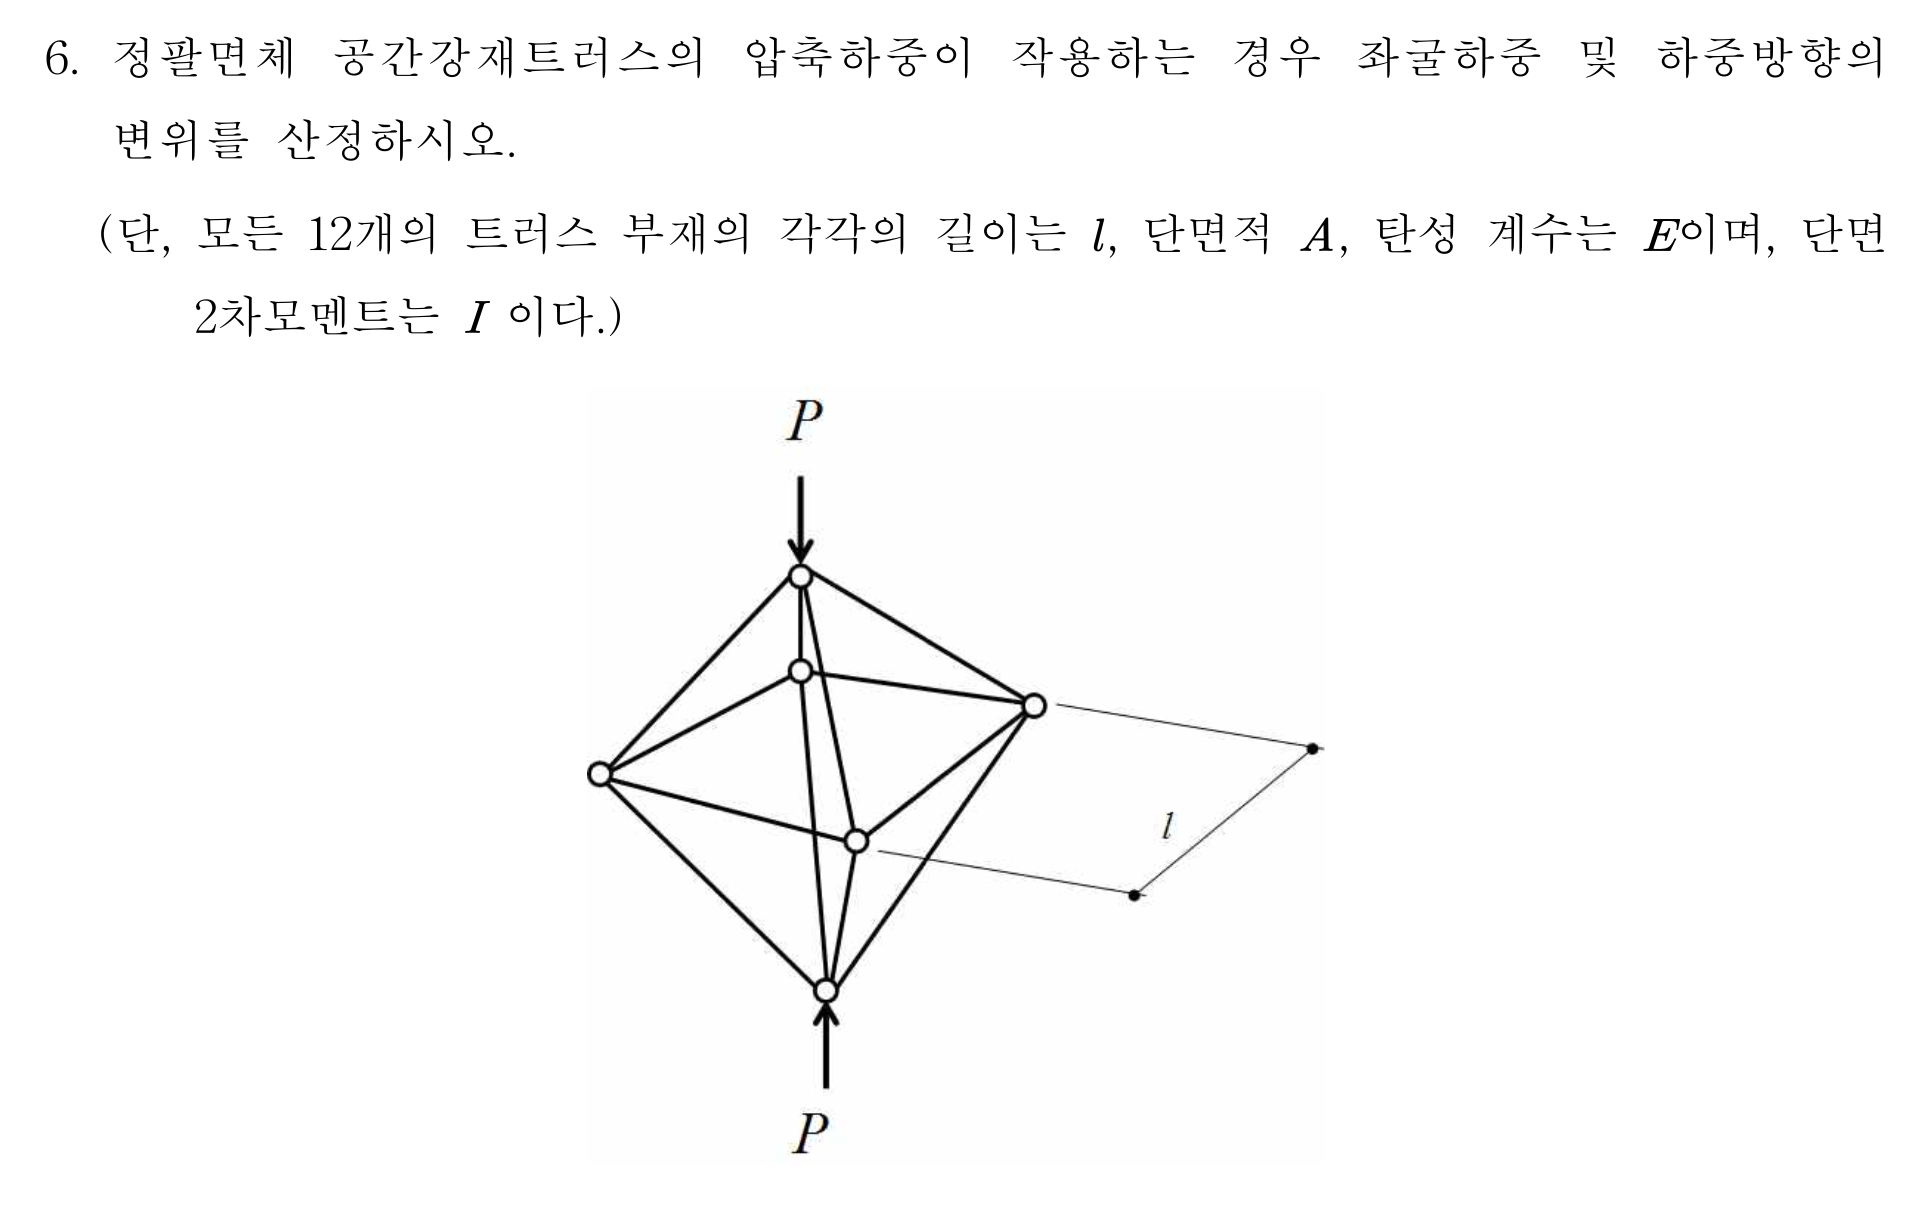 6. 정팔면체 공간강재트러스의 압축하중이 작용하는 경우 좌굴하중 및 하중방향의
변위를 산정하시오.
(단, 모든 12개의 트러스 부재의 각각의 길이는 l, 단면적 A, 탄성 계수는 E이며, 단면
2차모멘트는 I 이다.)
P
l
P